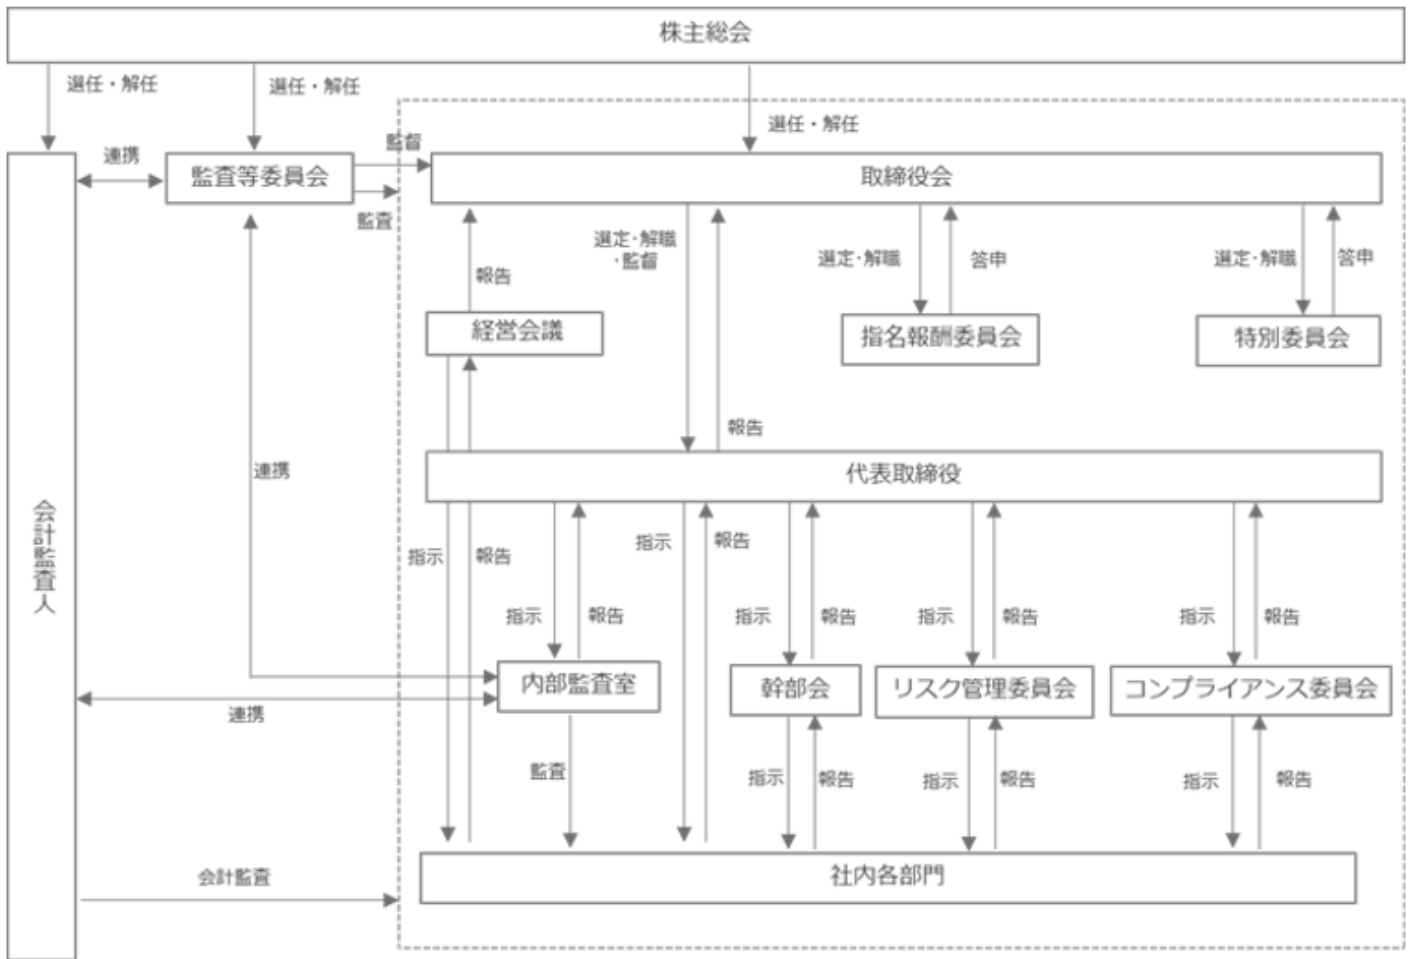 株主総会
選任・解任
選任・解任
選任・解任
監督
連携
監査等委員会
取締役会
監査
選定･解職
･監督
選定･解職
答申
選定･解職
答申
報告
経営会議
指名報酬委員会
特別委員会
報告
連携
代表取締役
会計監査人
指示
報告
指示
報告
指示
報告
指示
報告
指示
報告
指示
報告
内部監査室
幹部会
リスク管理委員会
コンプライアンス委員会
連携
監査
指示
報告
指示
報告
指示
報告
会計監査
社内各部門